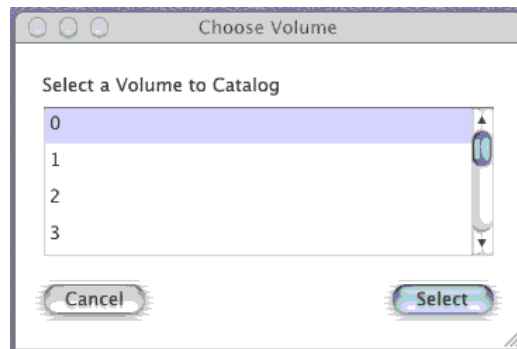 Choose Volume
Select a Volume to Catalog
0
1
2
3
Cancel
Select